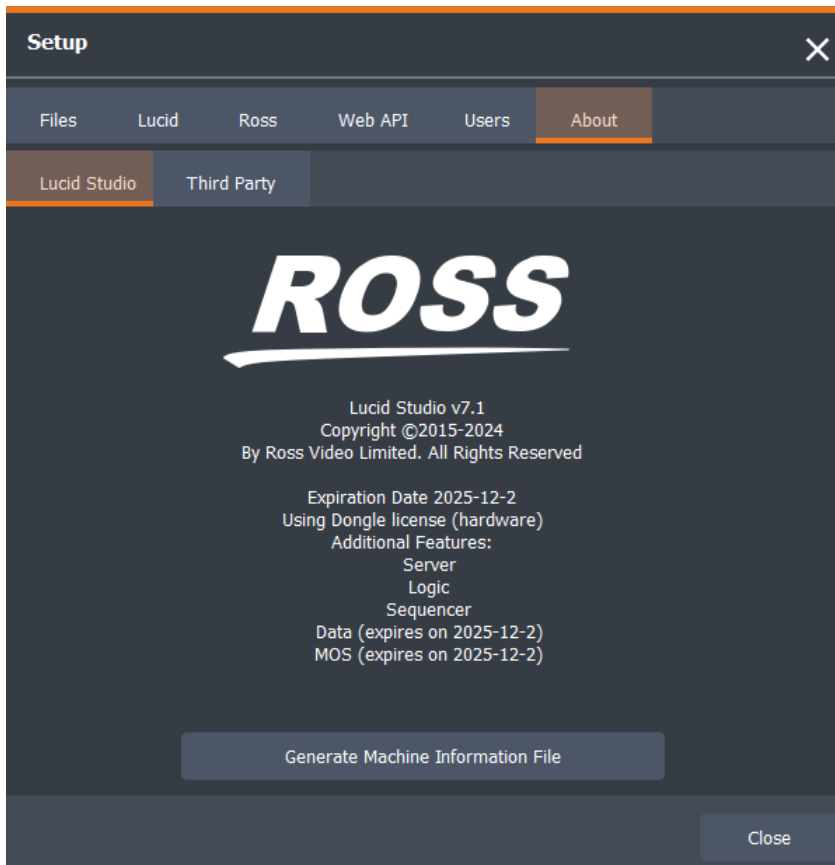 Setup
Files Lucid Ross Web API Users About
Lucid Studio Third Party
ROSS
Lucid Studio v7.1
Copyright ©2015-2024
By Ross Video Limited. All Rights Reserved
Expiration Date 2025-12-2
Using Dongle license (hardware)
Additional Features:
Server
Logic
Sequencer
Data (expires on 2025-12-2)
MOS (expires on 2025-12-2)
Generate Machine Information File
Close